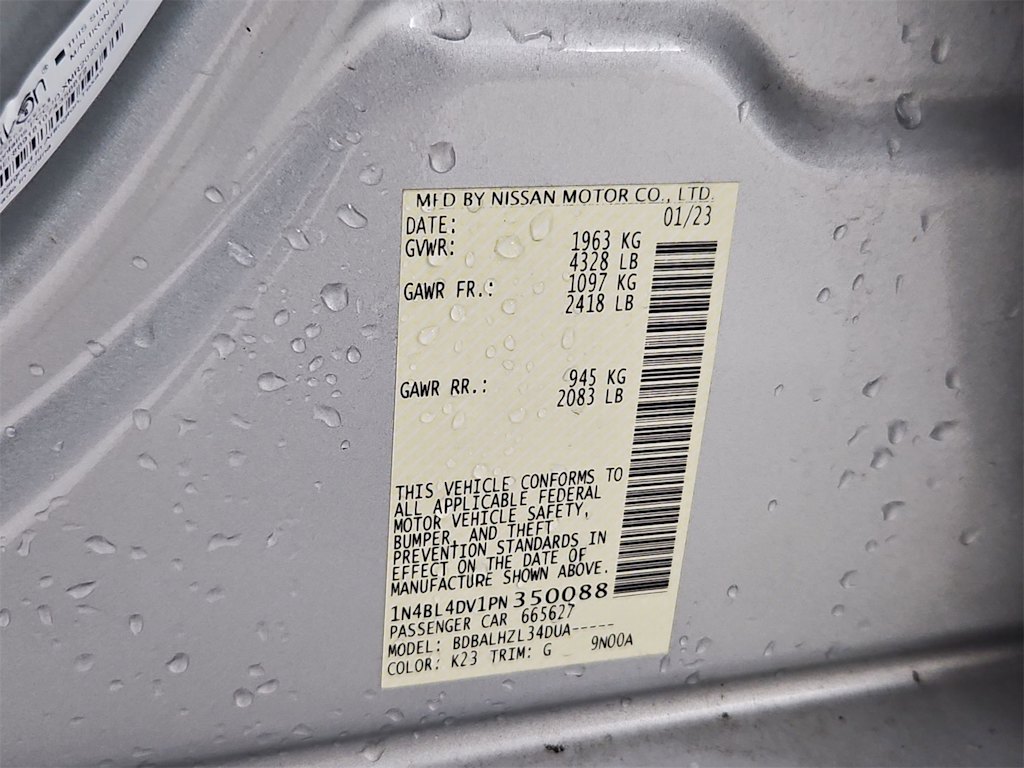 MFD BY NISSAN MOTOR CO., LTD.
DATE: 01/23
GVWR: 1963 KG
4328 LB
GAWR FR.: 1097 KG
2418 LB
GAWR RR.: 945 KG
2083 LB
THIS VEHICLE CONFORMS TO
ALL APPLICABLE FEDERAL
MOTOR VEHICLE SAFETY,
BUMPER, AND THEFT
PREVENTION STANDARDS IN
EFFECT ON THE DATE OF
MANUFACTURE SHOWN ABOVE.
1N4BL4DV1PN350088
PASSENGER CAR 665627
MODEL: BDBALHZL34DUA-----
COLOR: K23 TRIM: G 9N00A